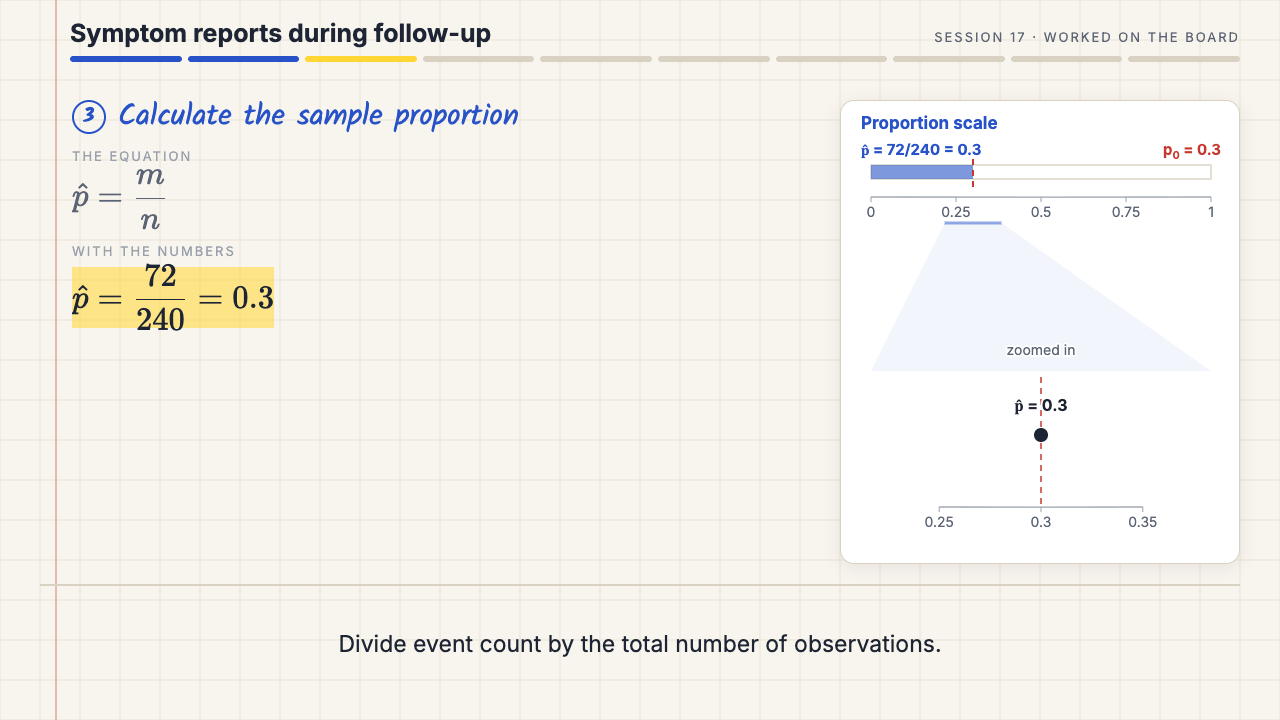 Symptom reports during follow-up
SESSION 17 · WORKED ON THE BOARD
3 Calculate the sample proportion
THE EQUATION
p̂ = m/n
WITH THE NUMBERS
p̂ = 72/240 = 0.3
Proportion scale
p̂ = 72/240 = 0.3 p₀ = 0.3
0 0.25 0.5 0.75 1
zoomed in
p̂ = 0.3
0.25 0.3 0.35
Divide event count by the total number of observations.